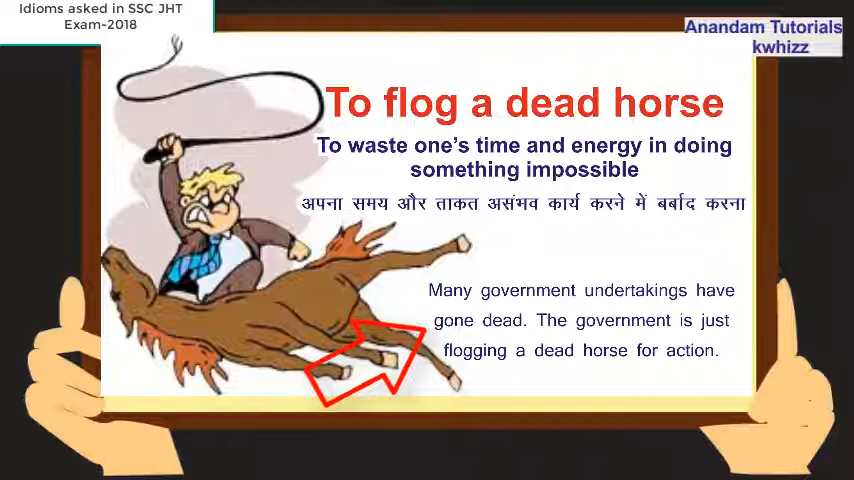 Idioms asked in SSC JHT
Exam-2018
Anandam Tutorials
kwhizz
To flog a dead horse
To waste one's time and energy in doing
something impossible
अपना समय और ताकत असंभव कार्य करने में बर्बाद करना
Many government undertakings have
gone dead. The government is just
flogging a dead horse for action.